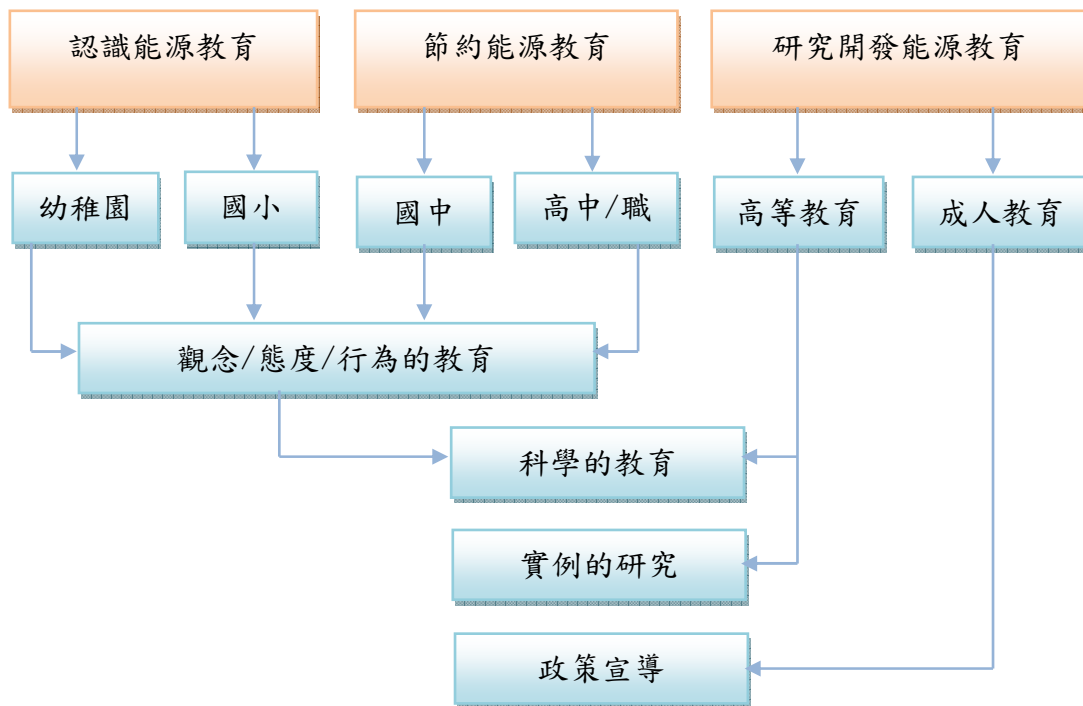 認識能源教育
節約能源教育
研究開發能源教育
幼稚園
國小
國中
高中/職
高等教育
成人教育
觀念/態度/行為的教育
科學的教育
實例的研究
政策宣導